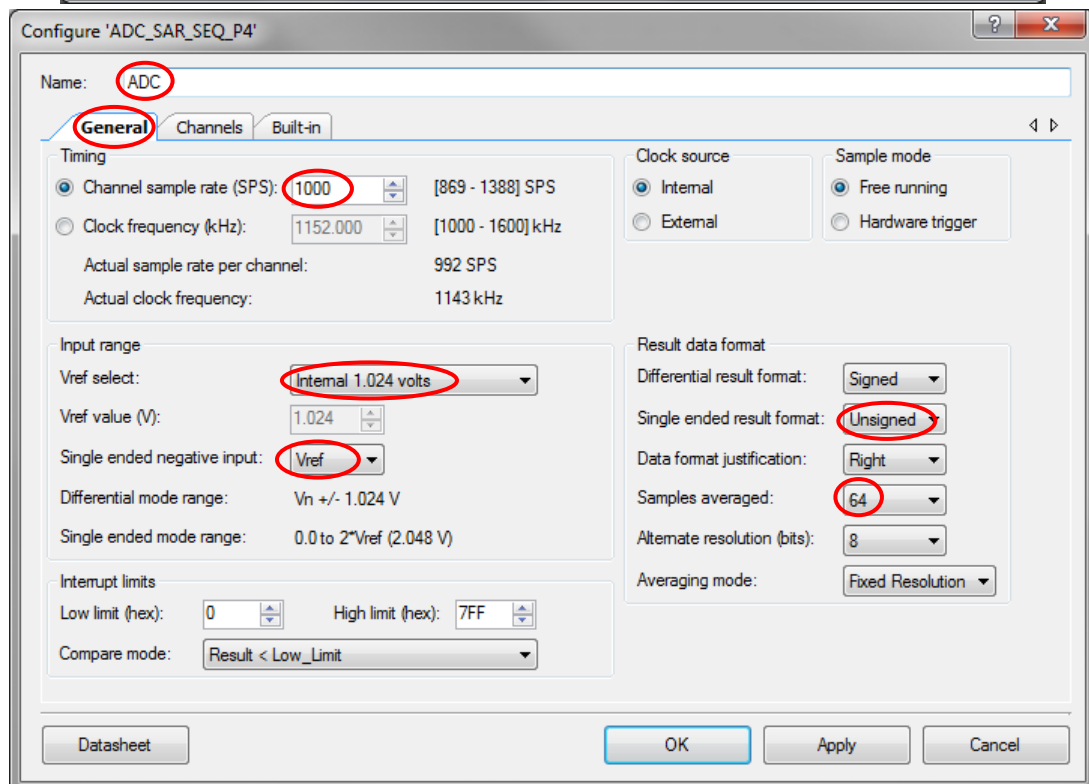 Configure 'ADC_SAR_SEQ_P4'
Name: ADC
General Channels Built-in
Timing
Channel sample rate (SPS): 1000 [869 - 1388] SPS
Clock frequency (kHz): 1152.000 [1000 - 1600] kHz
Actual sample rate per channel: 992 SPS
Actual clock frequency: 1143 kHz
Clock source
Internal
External
Sample mode
Free running
Hardware trigger
Input range
Vref select: Internal 1.024 volts
Vref value (V): 1.024
Single ended negative input: Vref
Differential mode range: Vn +/- 1.024 V
Single ended mode range: 0.0 to 2*Vref (2.048 V)
Result data format
Differential result format: Signed
Single ended result format: Unsigned
Data format justification: Right
Samples averaged: 64
Alternate resolution (bits): 8
Averaging mode: Fixed Resolution
Interrupt limits
Low limit (hex): 0 High limit (hex): 7FF
Compare mode: Result < Low_Limit
Datasheet OK Apply Cancel